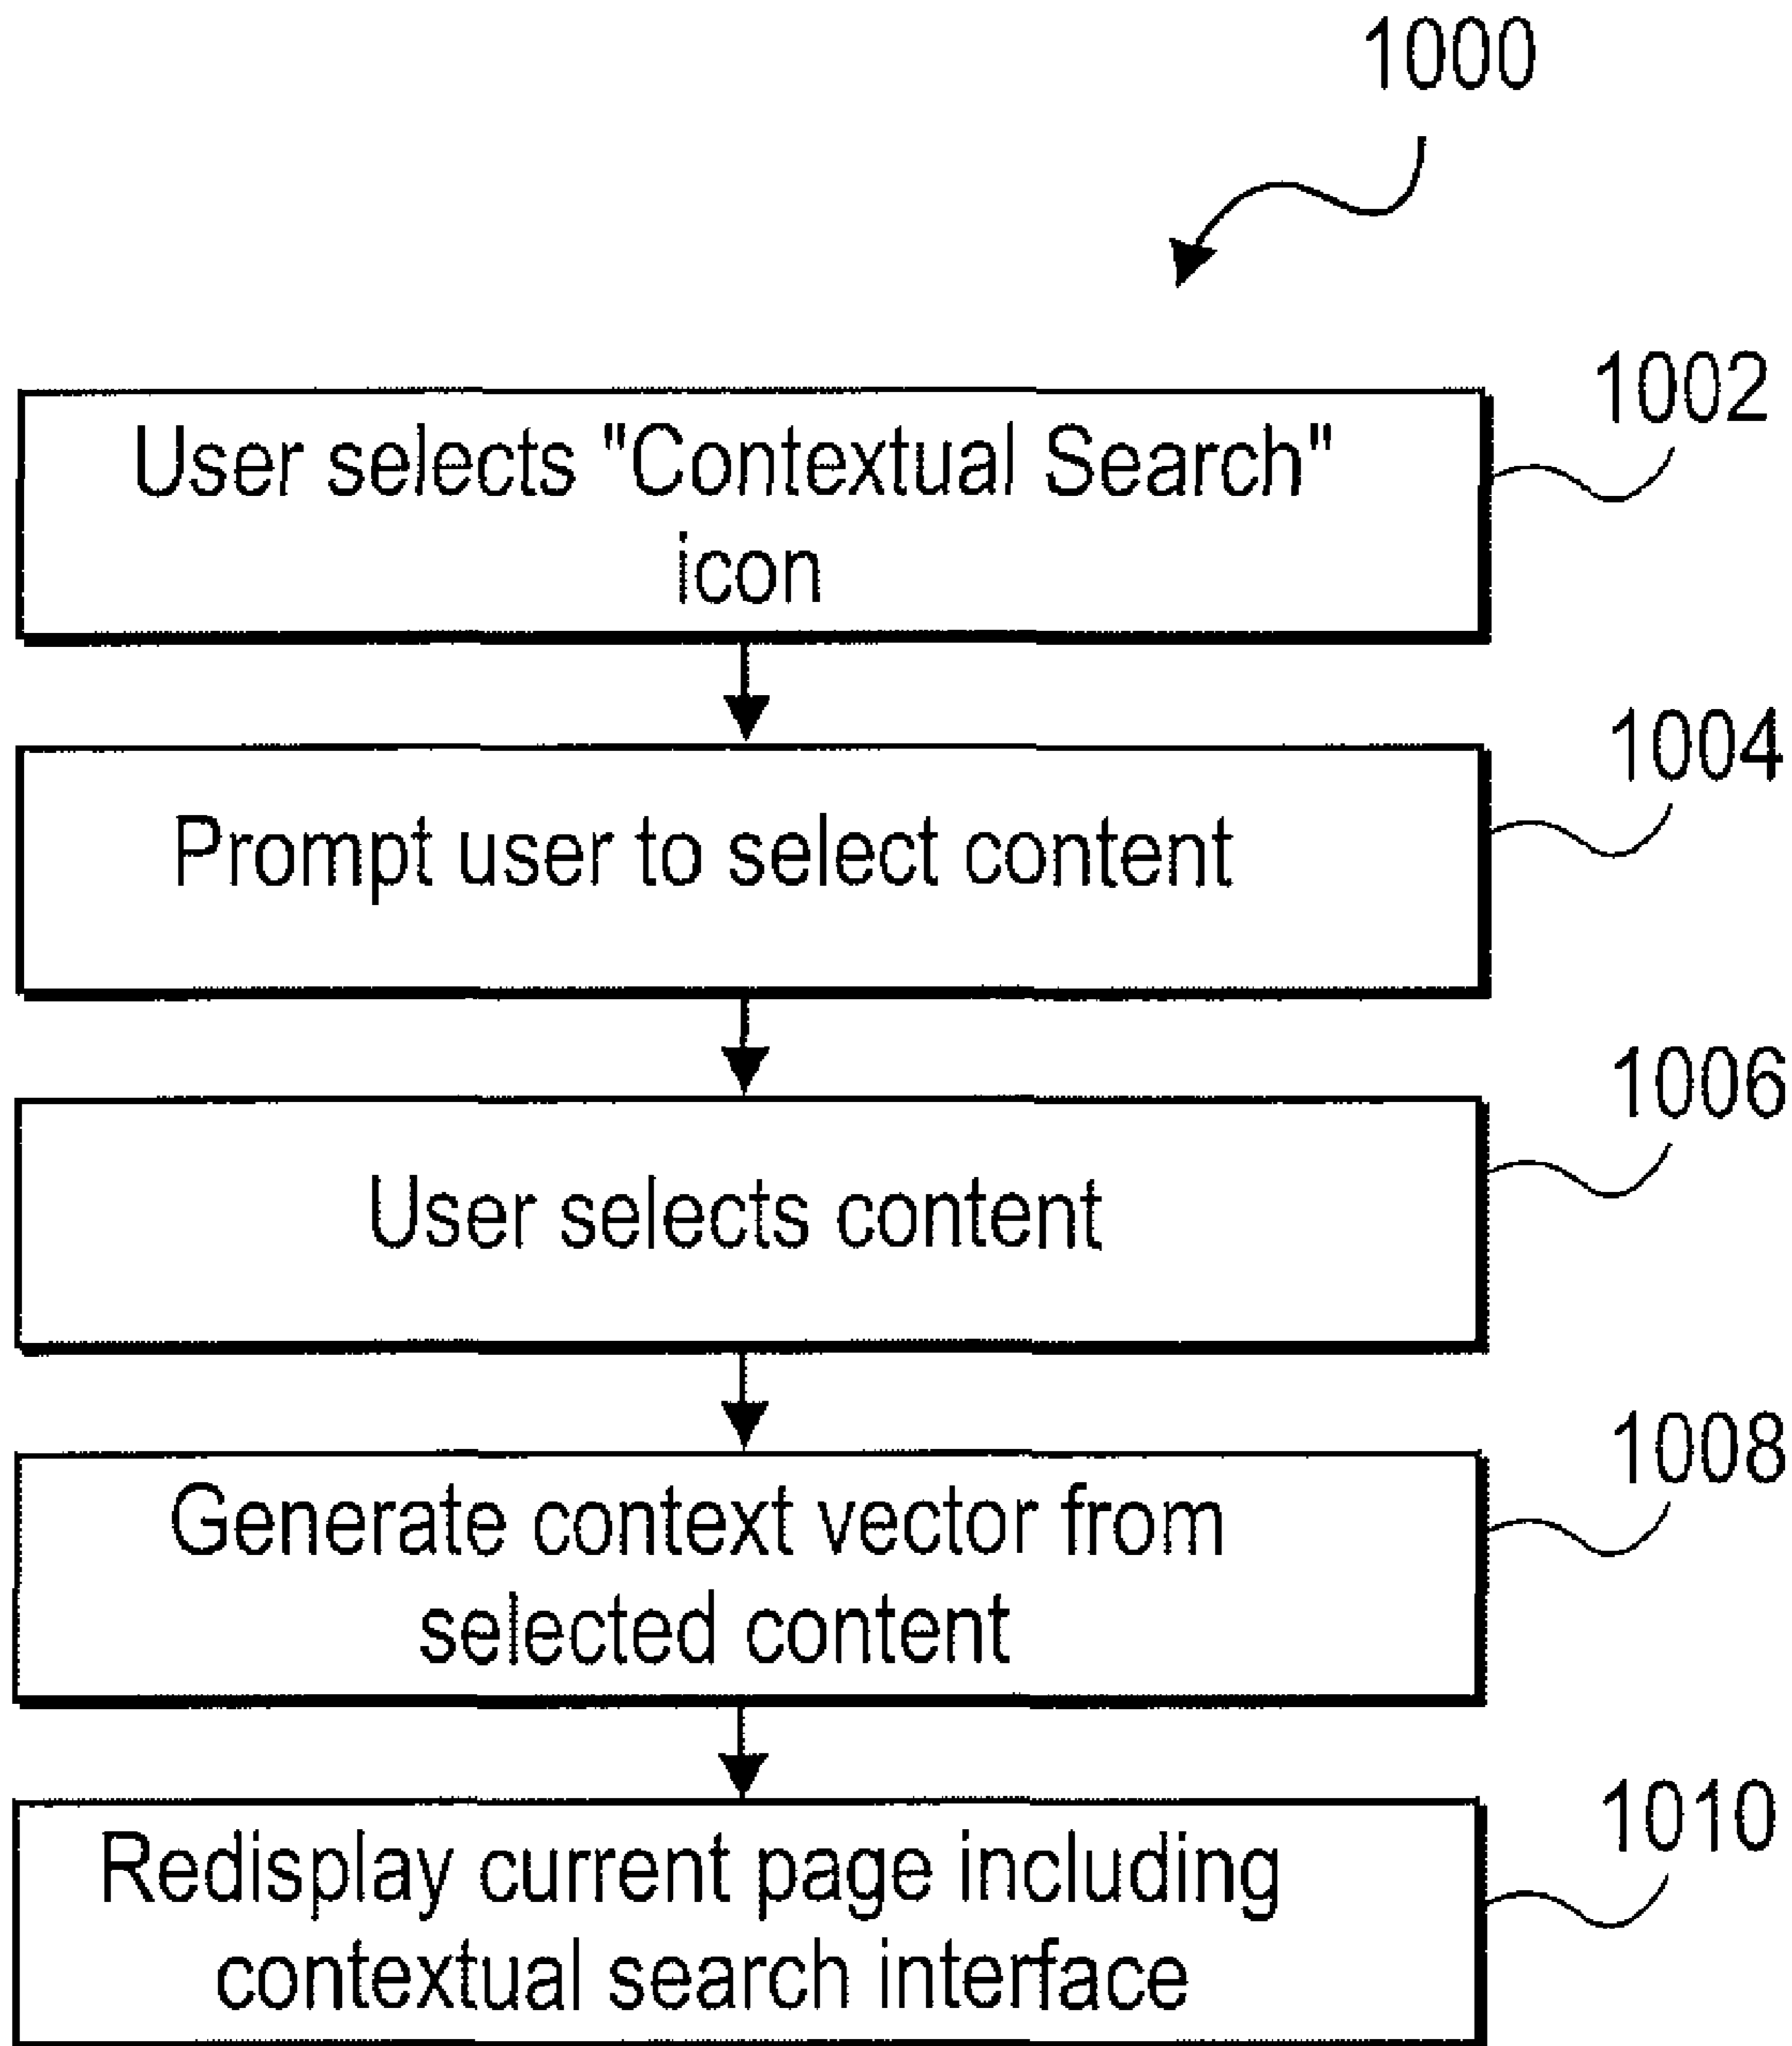 1000
1002
User selects "Contextual Search"
icon
1004
Prompt user to select content
1006
User selects content
1008
Generate context vector from
selected content
1010
Redisplay current page including
contextual search interface